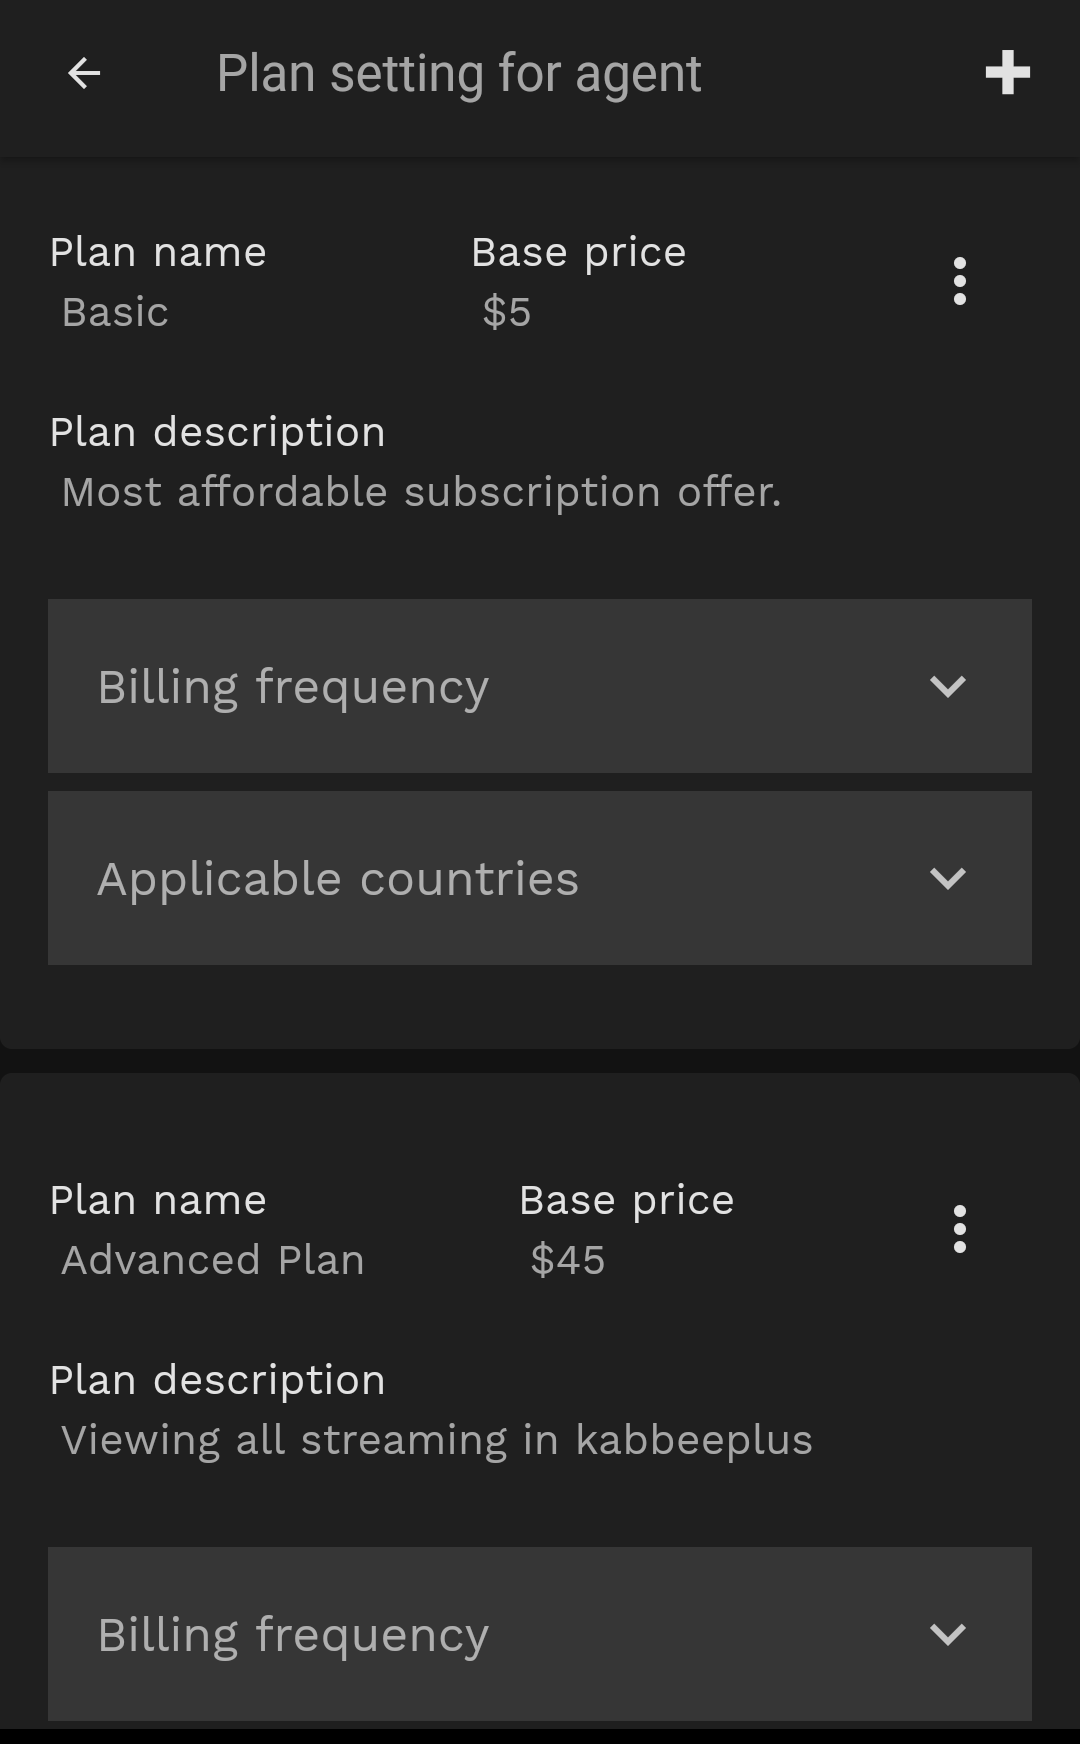 Plan setting for agent
Plan name
Base price
Basic
$5
Plan description
Most affordable subscription offer.
Billing frequency
Applicable countries
Plan name
Base price
Advanced Plan
$45
Plan description
Viewing all streaming in kabbeeplus
Billing frequency